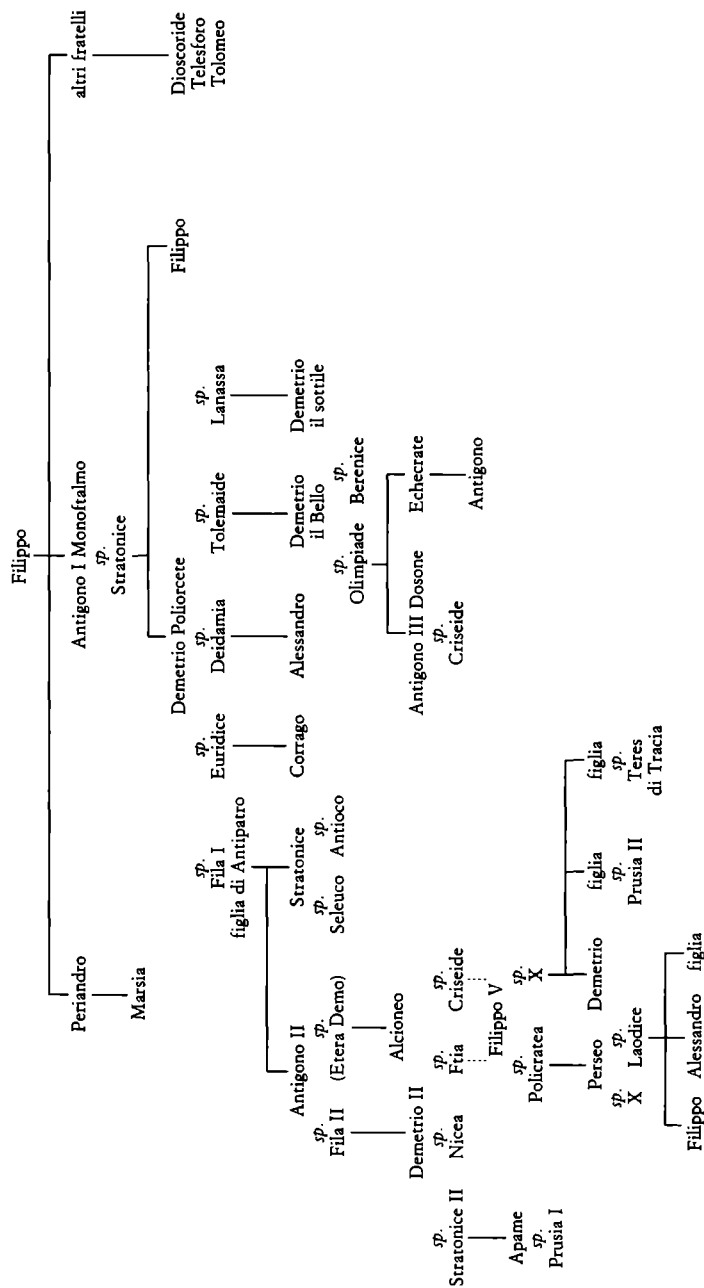 Filippo
Periandro
Marsia
Antigono I Monoftalmo
sp.
Stratonice
altri fratelli
Dioscoride
Telesforo
Tolomeo
Demetrio Poliorcete
Filippo
sp.
Fila I
figlia di Antipatro
sp.
Euridice
sp.
Deidamia
sp.
Tolemaide
sp.
Lanassa
Corrago
Alessandro
Demetrio
il Bello
Demetrio
il sottile
Antigono II
Stratonice
sp.
Seleuco
sp.
Antioco
sp.
Olimpiade
sp.
Berenice
sp.
Fila II
sp.
(Etera Demo)
Alcioneo
Antigono III Dosone
sp.
Criseide
Echecrate
Antigono
Demetrio II
sp.
Stratonice II
sp.
Nicea
sp.
Ftia
sp.
Criseide
Apame
sp.
Prusia I
Filippo V
sp.
Policratea
sp.
X
Perseo
Demetrio
figlia
sp.
Prusia II
figlia
sp.
Teres
di Tracia
sp.
X
sp.
Laodice
Filippo
Alessandro
figlia